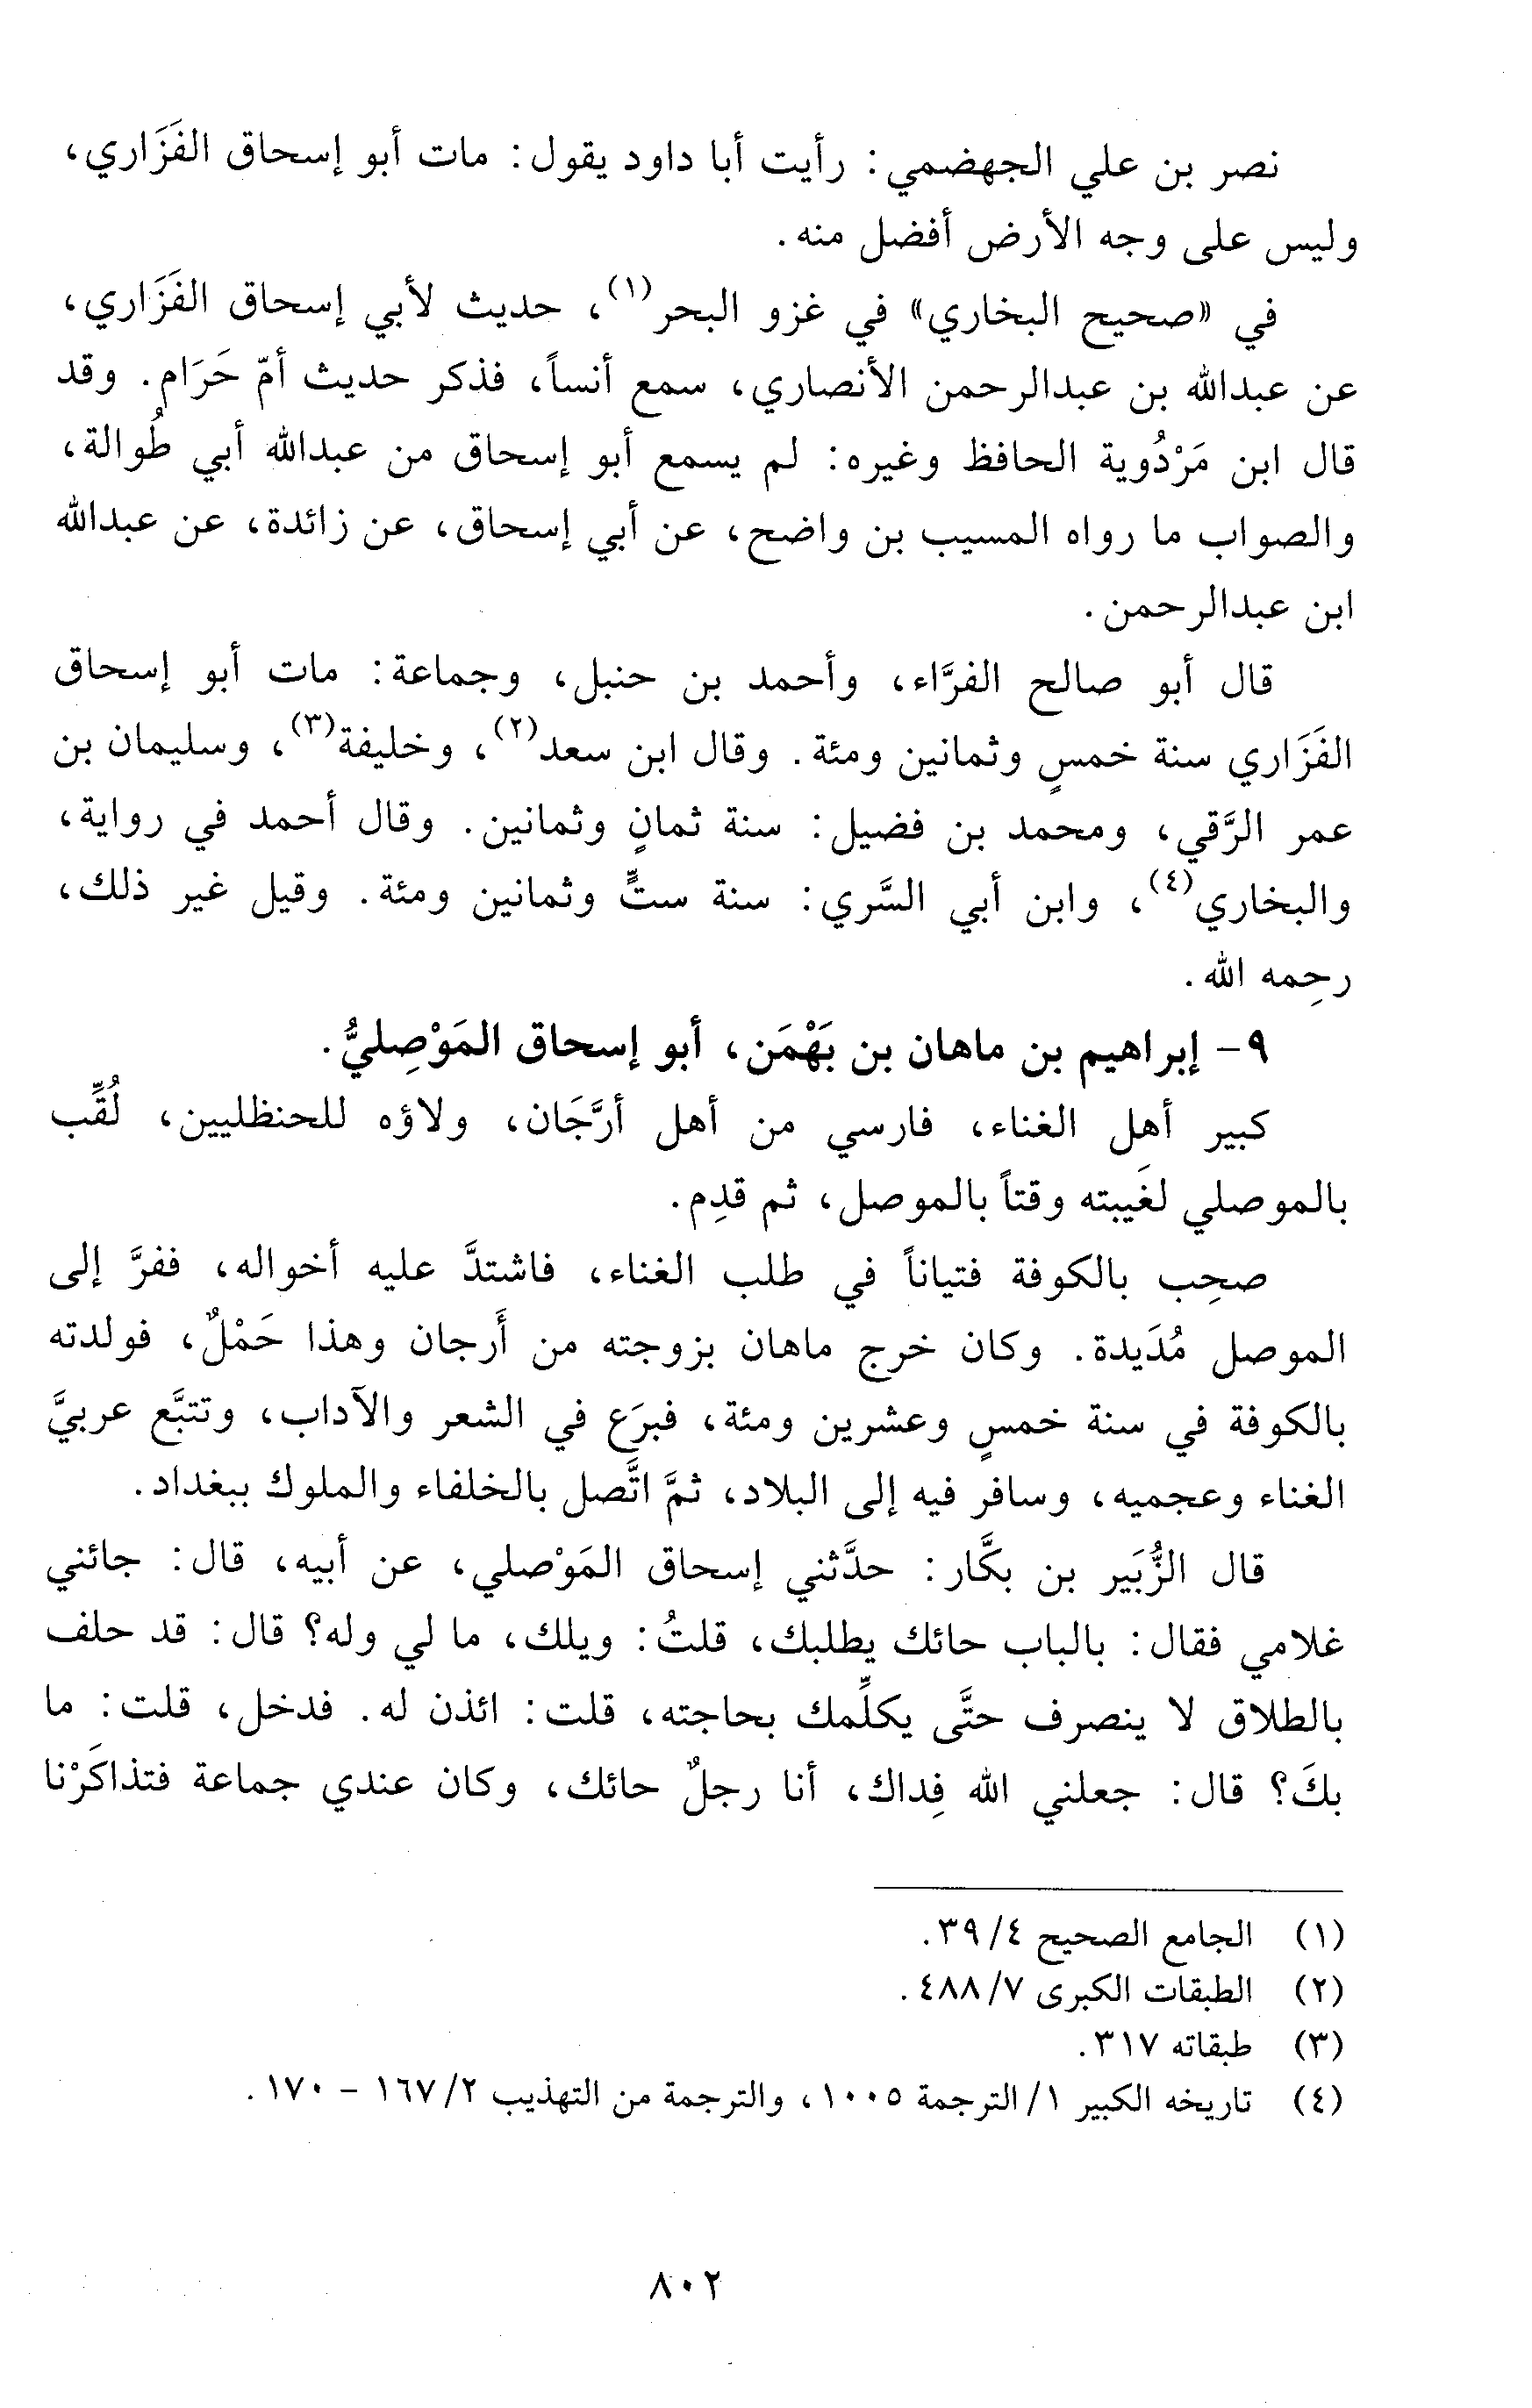 نصر بن علي الجهضمي: رأيت أبا داود يقول: مات أبو إسحاق الفَزَاري،
وليس على وجه الأرض أفضل منه.
في «صحيح البخاري» في غزو البحر(١)، حديث لأبي إسحاق الفَزَاري،
عن عبدالله بن عبدالرحمن الأنصاري، سمع أنساً، فذكر حديث أمّ حَرَام. وقد
قال ابن مَرْدُوية الحافظ وغيره: لم يسمع أبو إسحاق من عبدالله أبي طُوالة،
والصواب ما رواه المسيب بن واضح، عن أبي إسحاق، عن زائدة، عن عبدالله
ابن عبدالرحمن.
قال أبو صالح الفرَّاء، وأحمد بن حنبل، وجماعة: مات أبو إسحاق
الفَزَاري سنة خمسٍ وثمانين ومئة. وقال ابن سعد(٢)، وخليفة(٣)، وسليمان بن
عمر الرَّقي، ومحمد بن فضيل: سنة ثمانٍ وثمانين. وقال أحمد في رواية،
والبخاري(٤)، وابن أبي السَّري: سنة ستٍّ وثمانين ومئة. وقيل غير ذلك،
رحِمه الله.
٩- إبراهيم بن ماهان بن بَهْمَن، أبو إسحاق المَوْصِليُّ.
كبير أهل الغناء، فارسي من أهل أرَّجَان، ولاؤه للحنظليين، لُقِّب
بالموصلي لغَيبته وقتاً بالموصل، ثم قدِم.
صحِب بالكوفة فتياناً في طلب الغناء، فاشتدَّ عليه أخواله، ففرَّ إلى
الموصل مُدَيدة. وكان خرج ماهان بزوجته من أَرجان وهذا حَمْلٌ، فولدته
بالكوفة في سنة خمسٍ وعشرين ومئة، فبرَع في الشعر والآداب، وتتبَّع عربيَّ
الغناء وعجميه، وسافر فيه إلى البلاد، ثمَّ اتَّصل بالخلفاء والملوك ببغداد.
قال الزُّبَير بن بكَّار: حدَّثني إسحاق المَوْصلي، عن أبيه، قال: جائني
غلامي فقال: بالباب حائك يطلبك، قلتُ: ويلك، ما لي وله؟ قال: قد حلف
بالطلاق لا ينصرف حتَّى يكلِّمك بحاجته، قلت: ائذن له. فدخل، قلت: ما
بكَ؟ قال: جعلني الله فِداك، أنا رجلٌ حائك، وكان عندي جماعة فتذاكَرْنا
(١) الجامع الصحيح ٤/ ٣٩.
(٢) الطبقات الكبرى ٧/ ٤٨٨.
(٣) طبقاته ٣١٧.
(٤) تاريخه الكبير ١/ الترجمة ١٠٠٥، والترجمة من التهذيب ٢/ ١٦٧ - ١٧٠.
٨٠٢